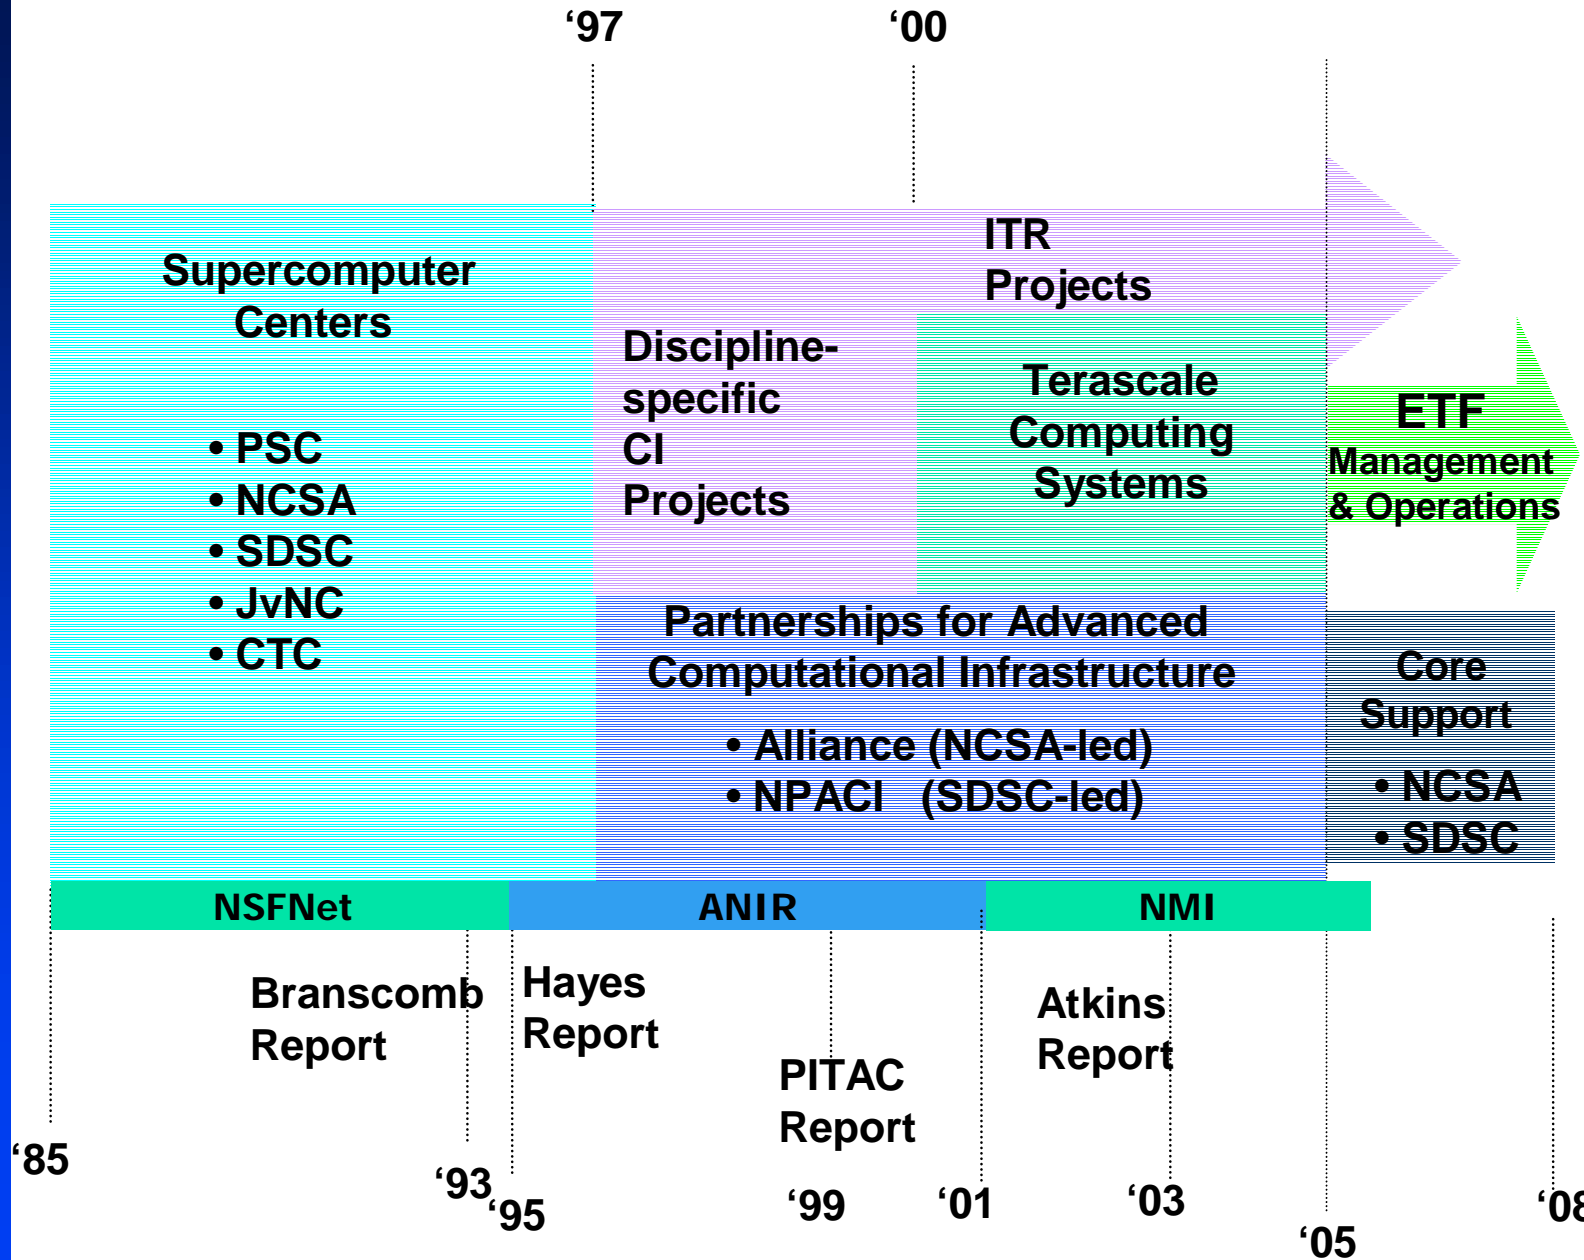 ‘97
‘00
Supercomputer
Centers
• PSC
• NCSA
• SDSC
• JvNC
• CTC
ITR
Projects
Discipline-
specific
CI
Projects
Terascale
Computing
Systems
ETF
Management
& Operations
Partnerships for Advanced
Computational Infrastructure
• Alliance (NCSA-led)
• NPACI (SDSC-led)
Core
Support
• NCSA
• SDSC
NSFNet
ANIR
NMI
Branscomb
Report
Hayes
Report
PITAC
Report
Atkins
Report
‘85
‘93
‘95
‘99
‘01
‘03
‘05
‘08